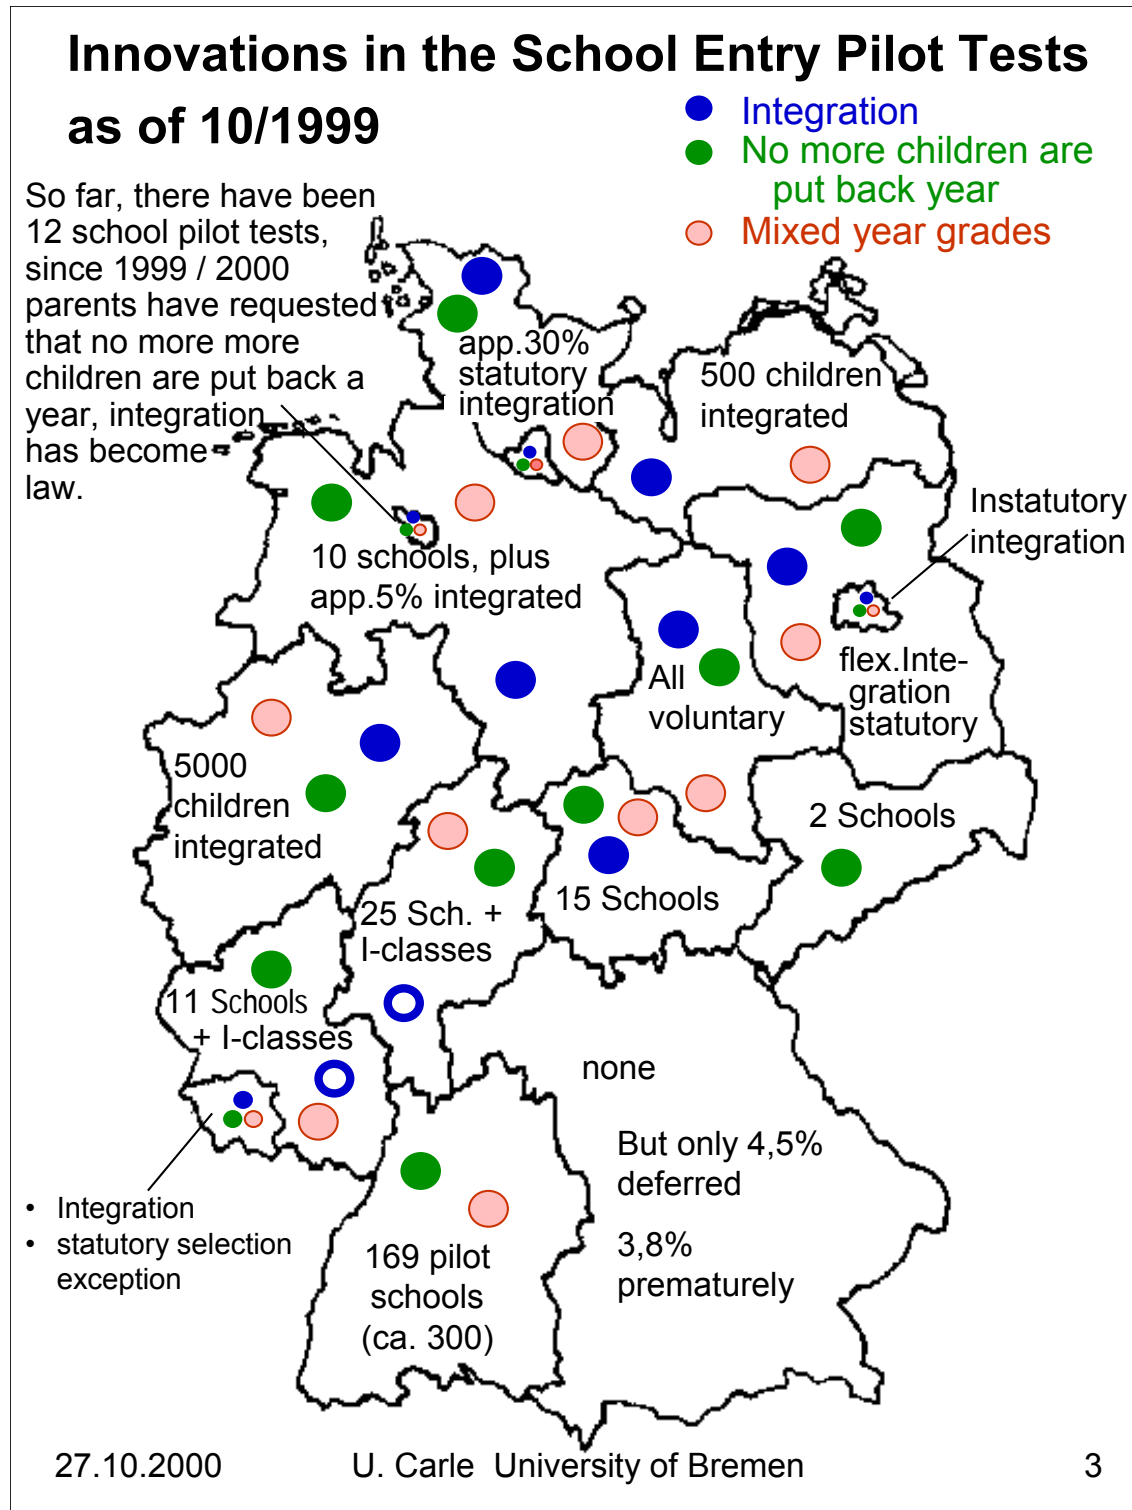 Innovations in the School Entry Pilot Tests
as of 10/1999
Integration
No more children are
put back year
Mixed year grades
So far, there have been
12 school pilot tests,
since 1999 / 2000
parents have requested
that no more more
children are put back a
year, integration
has become
law.
app.30%
statutory
integration
500 children
integrated
Instatutory
integration
10 schools, plus
app.5% integrated
flex.Inte-
gration
statutory
All
voluntary
5000
children
integrated
2 Schools
15 Schools
25 Sch. +
I-classes
11 Schools
+ I-classes
none
But only 4,5%
deferred
3,8%
prematurely
• Integration
• statutory selection
exception
169 pilot
schools
(ca. 300)
27.10.2000 U. Carle University of Bremen 3